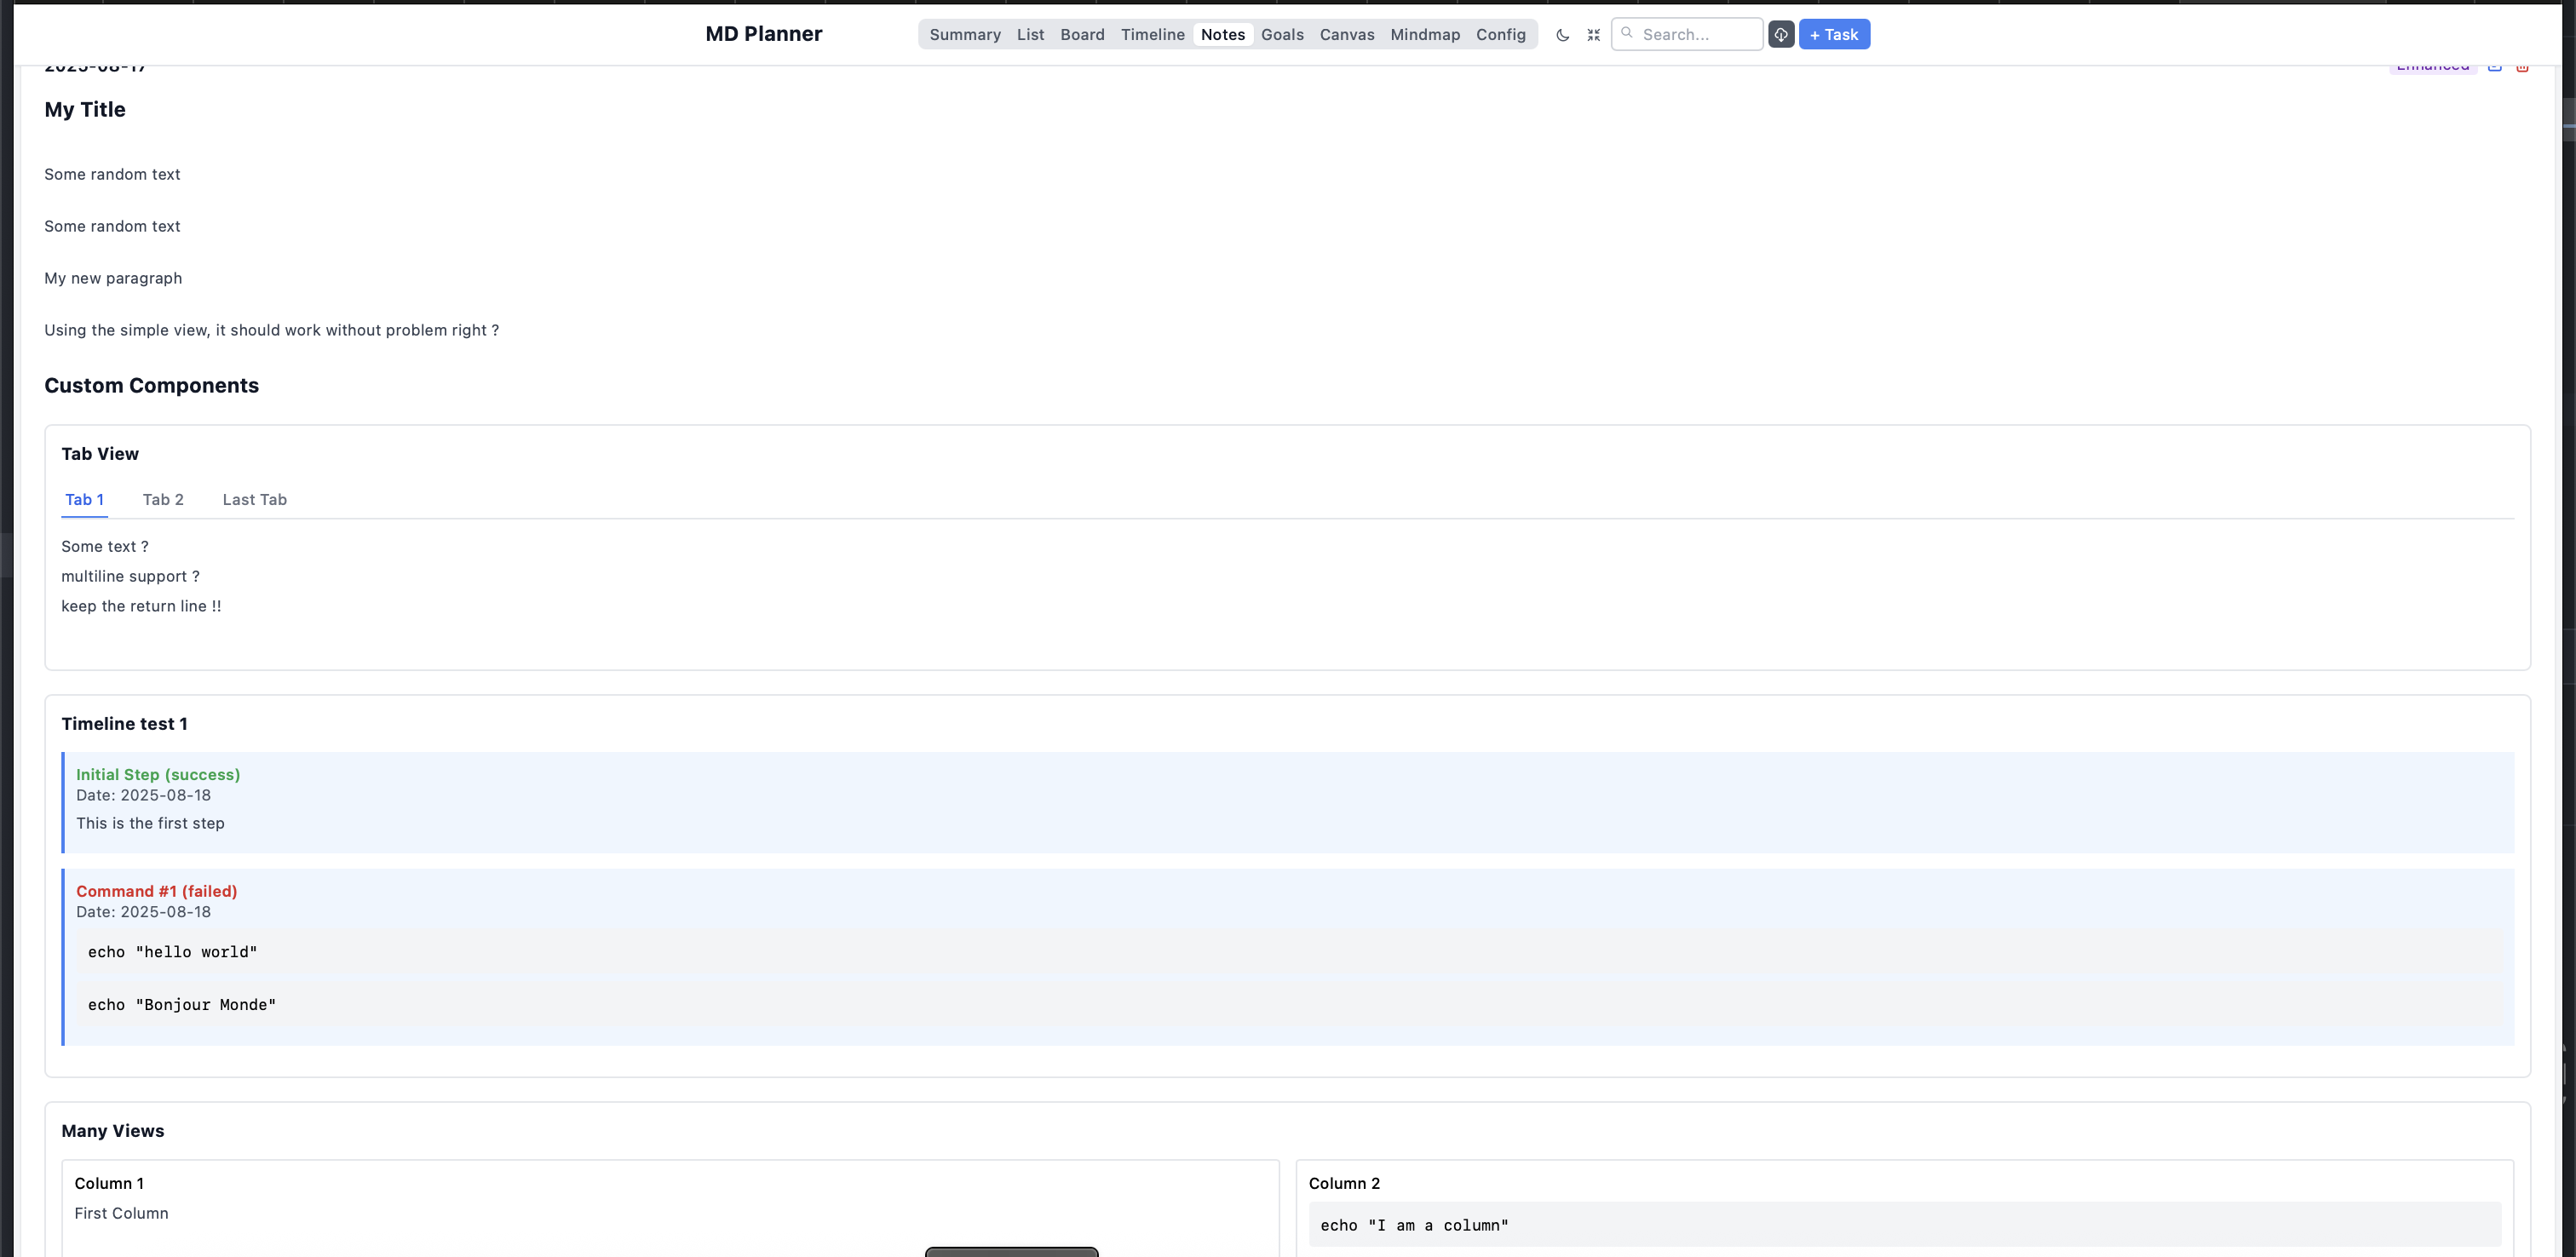 MD Planner
Summary List Board Timeline Notes Goals Canvas Mindmap Config Search... + Task
2025-08-17 Enhanced
My Title
Some random text
Some random text
My new paragraph
Using the simple view, it should work without problem right ?
Custom Components
Tab View
Tab 1 Tab 2 Last Tab
Some text ?
multiline support ?
keep the return line !!
Timeline test 1
Initial Step (success)
Date: 2025-08-18
This is the first step
Command #1 (failed)
Date: 2025-08-18
echo "hello world"
echo "Bonjour Monde"
Many Views
Column 1
First Column
Column 2
echo "I am a column"